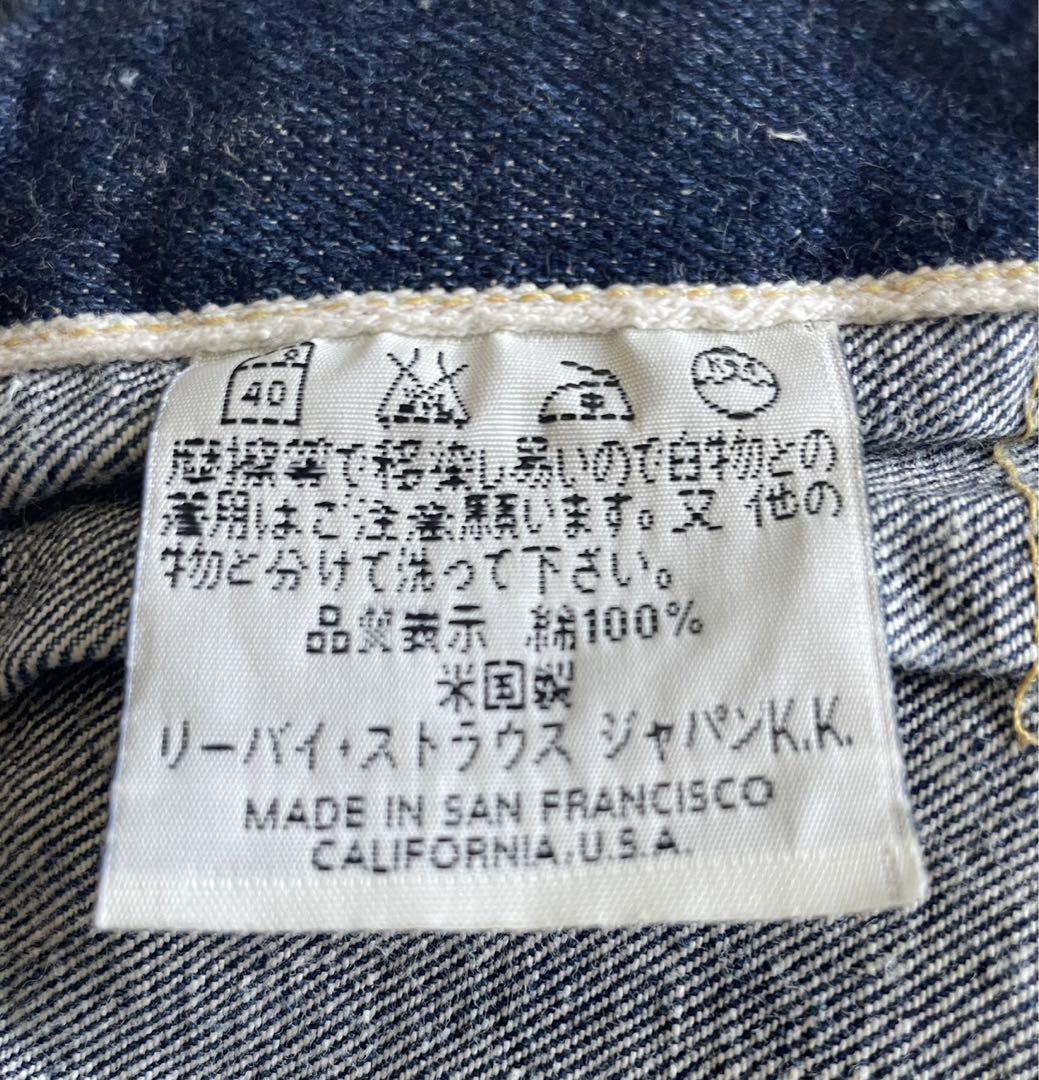 40
摩擦等で移染し易いので白物との
着用はご注意願います。又 他の
物と分けて洗って下さい。
品質表示 綿100%
米国製
リーバイ・ストラウス ジャパンK.K.
MADE IN SAN FRANCISCO
CALIFORNIA.U.S.A.